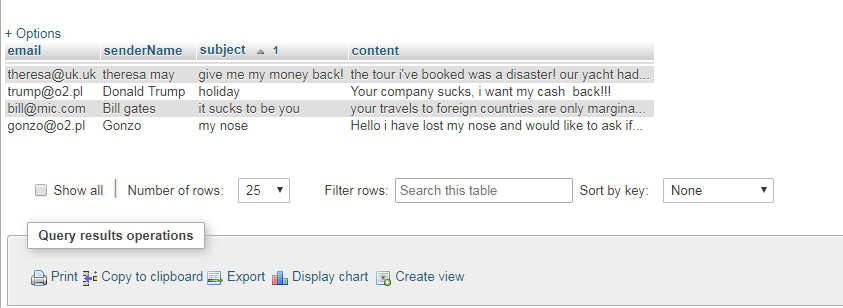 + Options
email senderName subject 1 content
theresa@uk.uk theresa may give me my money back! the tour i've booked was a disaster! our yacht had...
trump@o2.pl Donald Trump holiday Your company sucks, i want my cash  back!!!
bill@mic.com Bill gates it sucks to be you your travels to foreign countries are only margina...
gonzo@o2.pl Gonzo my nose Hello i have lost my nose and would like to ask if...
Show all Number of rows: 25 Filter rows: Search this table Sort by key: None
Query results operations
Print Copy to clipboard Export Display chart Create view